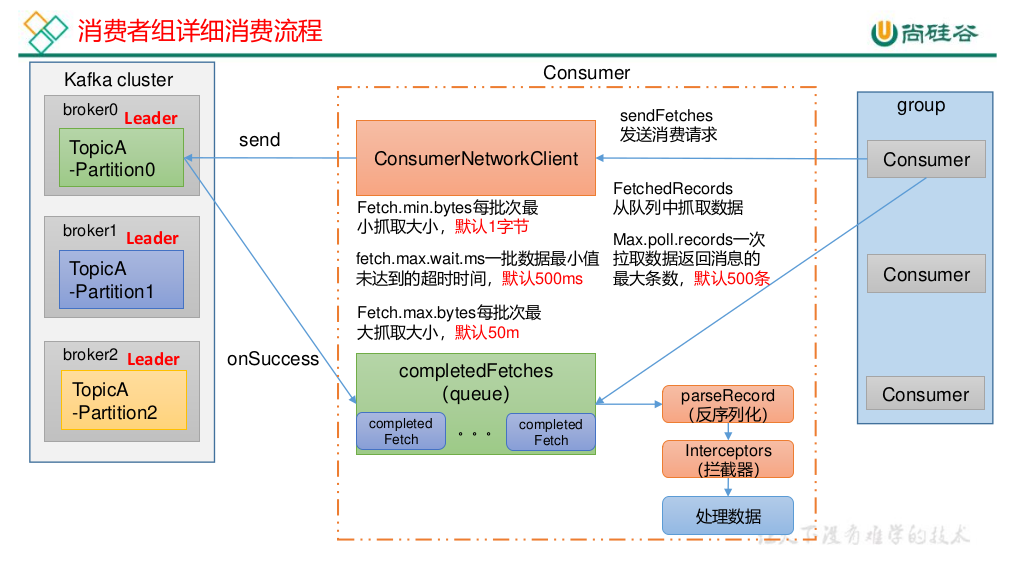 消费者组详细消费流程
尚硅谷
Kafka cluster
broker0
Leader
TopicA
-Partition0
broker1
Leader
TopicA
-Partition1
broker2
Leader
TopicA
-Partition2
send
onSuccess
Consumer
ConsumerNetworkClient
Fetch.min.bytes每批次最
小抓取大小，默认1字节
fetch.max.wait.ms一批数据最小值
未达到的超时时间，默认500ms
Fetch.max.bytes每批次最
大抓取大小，默认50m
sendFetches
发送消费请求
FetchedRecords
从队列中抓取数据
Max.poll.records一次
拉取数据返回消息的
最大条数，默认500条
completedFetches
（queue）
completed
Fetch
。。。
completed
Fetch
parseRecord
（反序列化）
Interceptors
（拦截器）
处理数据
group
Consumer
Consumer
Consumer
天下没有难学的技术